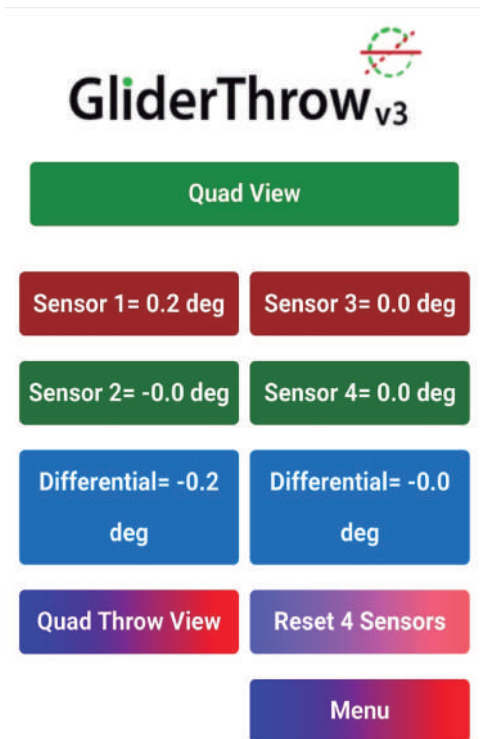 GliderThrow v3
Quad View
Sensor 1= 0.2 deg
Sensor 3= 0.0 deg
Sensor 2= -0.0 deg
Sensor 4= 0.0 deg
Differential= -0.2
deg
Differential= -0.0
deg
Quad Throw View
Reset 4 Sensors
Menu